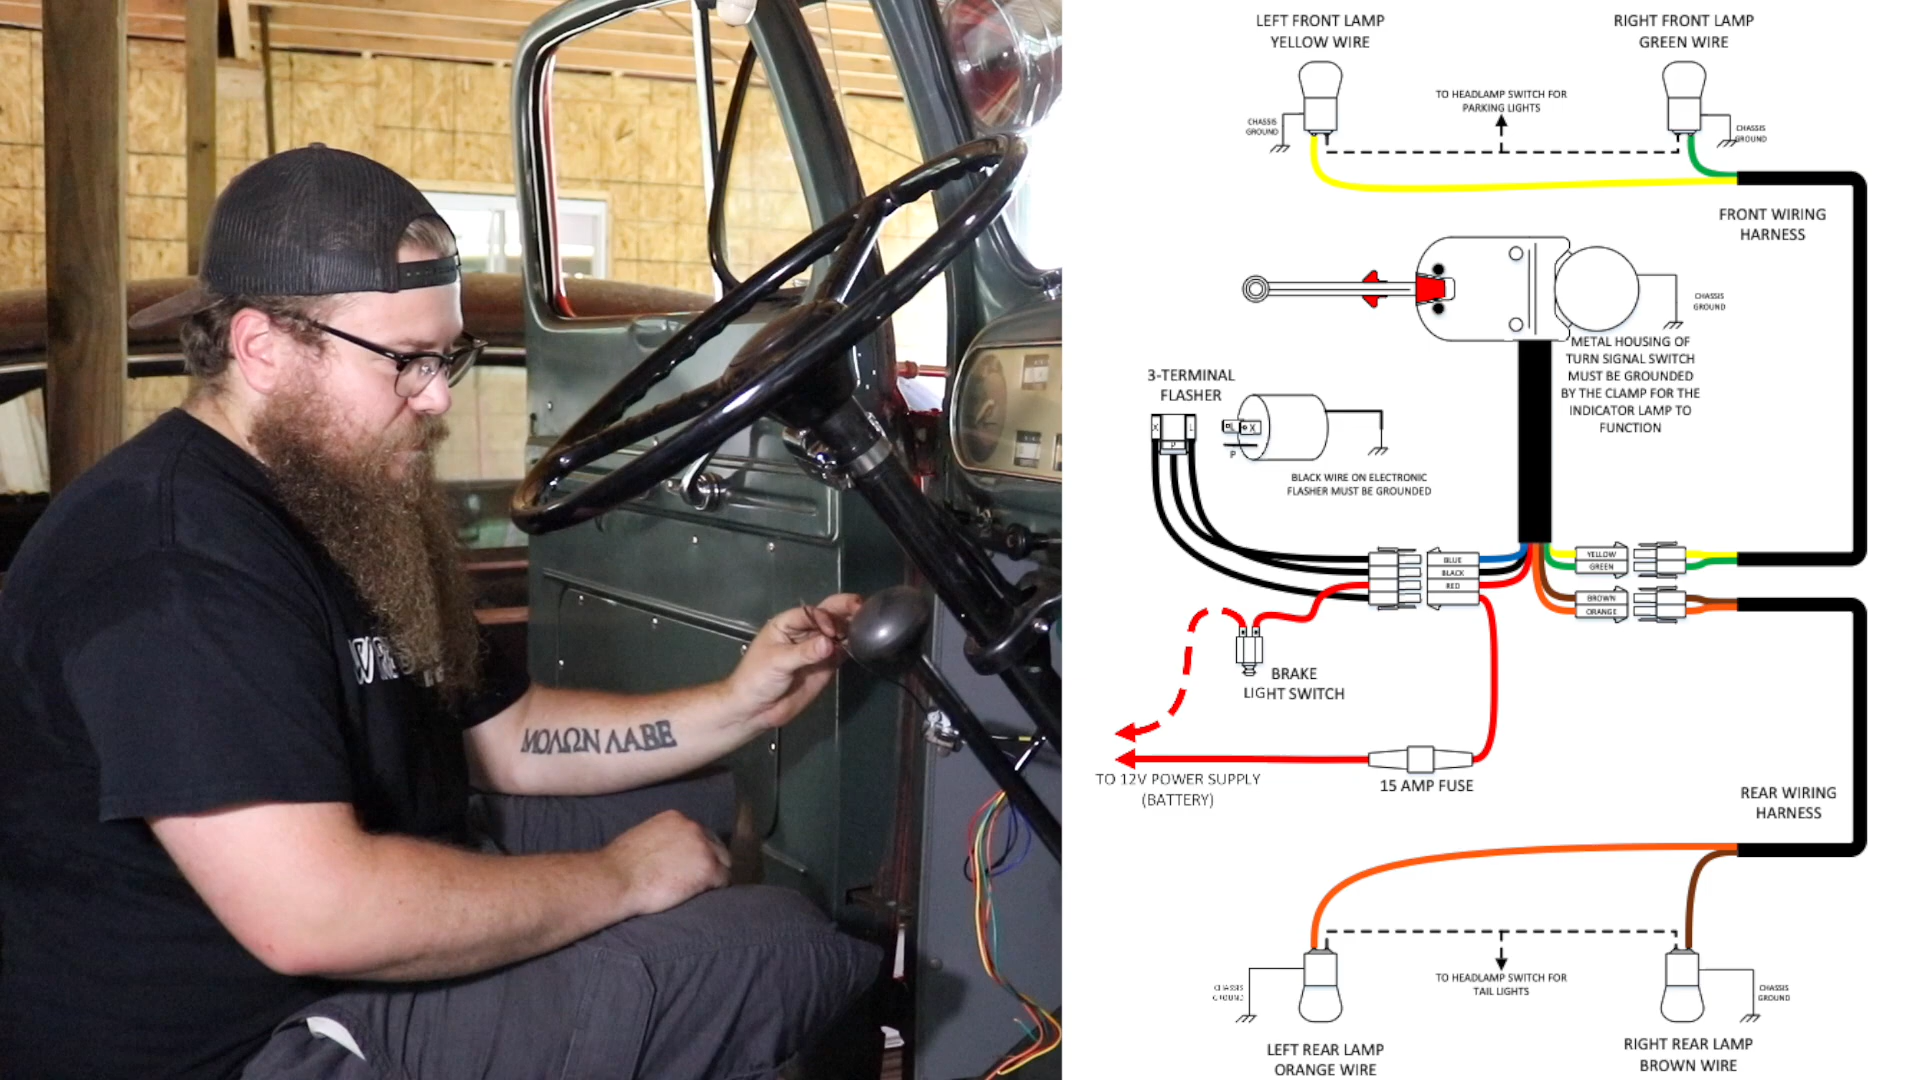 ΜΟΛΩΝ ΛΑΒΕ
LEFT FRONT LAMP
YELLOW WIRE
RIGHT FRONT LAMP
GREEN WIRE
TO HEADLAMP SWITCH FOR
PARKING LIGHTS
CHASSIS
GROUND
CHASSIS
GROUND
FRONT WIRING
HARNESS
CHASSIS
GROUND
METAL HOUSING OF
TURN SIGNAL SWITCH
MUST BE GROUNDED
BY THE CLAMP FOR THE
INDICATOR LAMP TO
FUNCTION
3-TERMINAL
FLASHER
X
L
P
L
X
P
BLACK WIRE ON ELECTRONIC
FLASHER MUST BE GROUNDED
BLUE
BLACK
RED
YELLOW
GREEN
BROWN
ORANGE
BRAKE
LIGHT SWITCH
TO 12V POWER SUPPLY
(BATTERY)
15 AMP FUSE
REAR WIRING
HARNESS
TO HEADLAMP SWITCH FOR
TAIL LIGHTS
CHASSIS
GROUND
CHASSIS
GROUND
LEFT REAR LAMP
ORANGE WIRE
RIGHT REAR LAMP
BROWN WIRE